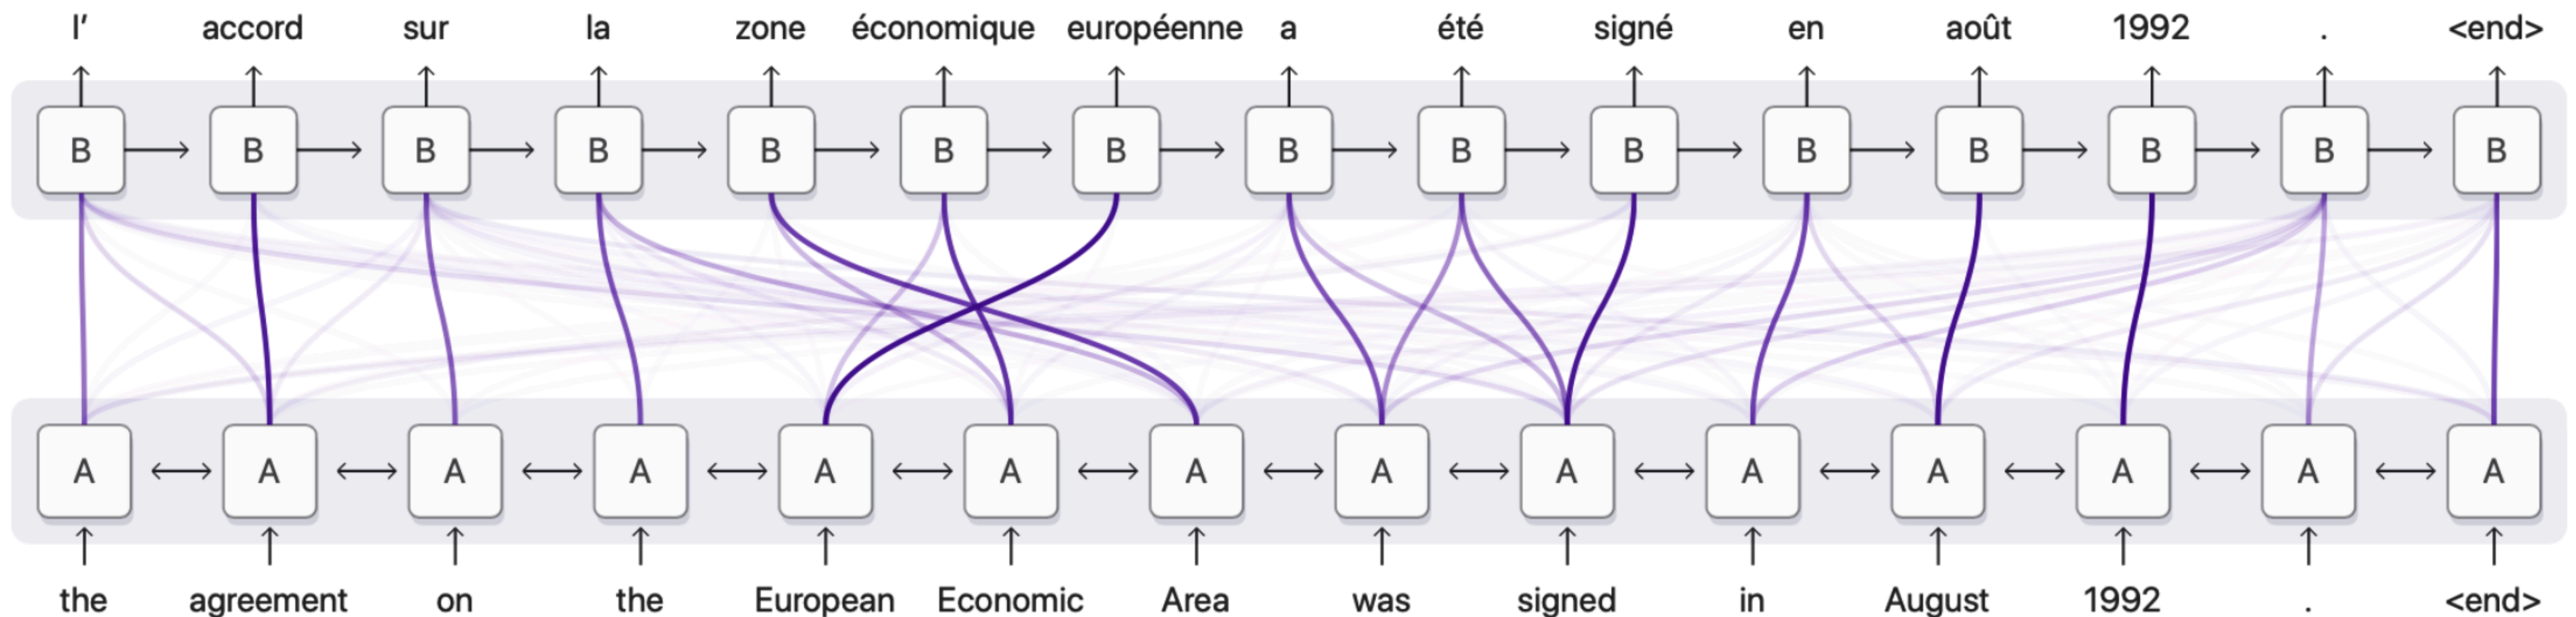 l’ accord sur la zone économique européenne a été signé en août 1992 . <end>
B B B B B B B B B B B B B B B
A A A A A A A A A A A A A A
the agreement on the European Economic Area was signed in August 1992 . <end>